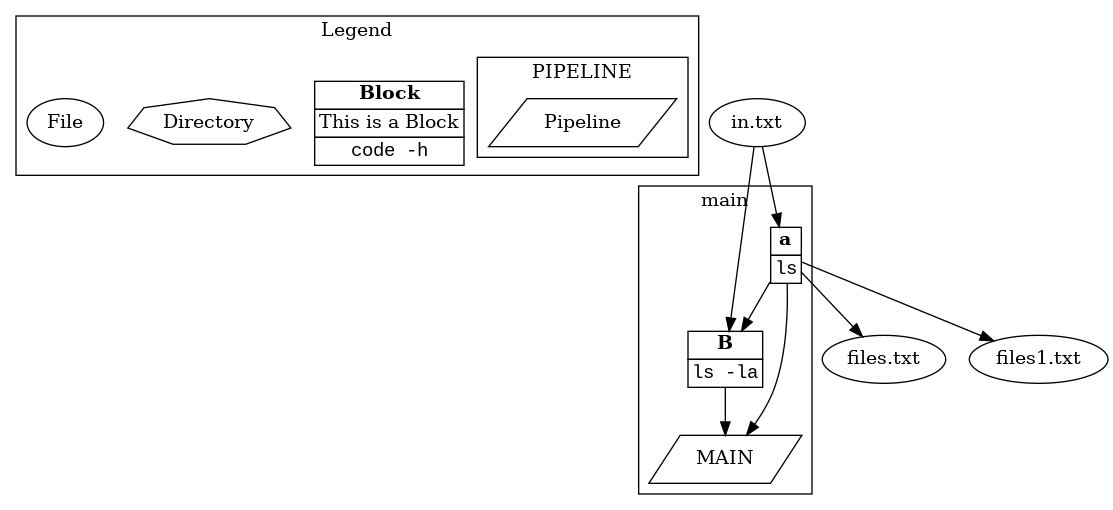 Legend
PIPELINE
File
Directory
Block
This is a Block
code -h
Pipeline
in.txt
main
a
ls
B
ls -la
files.txt
files1.txt
MAIN